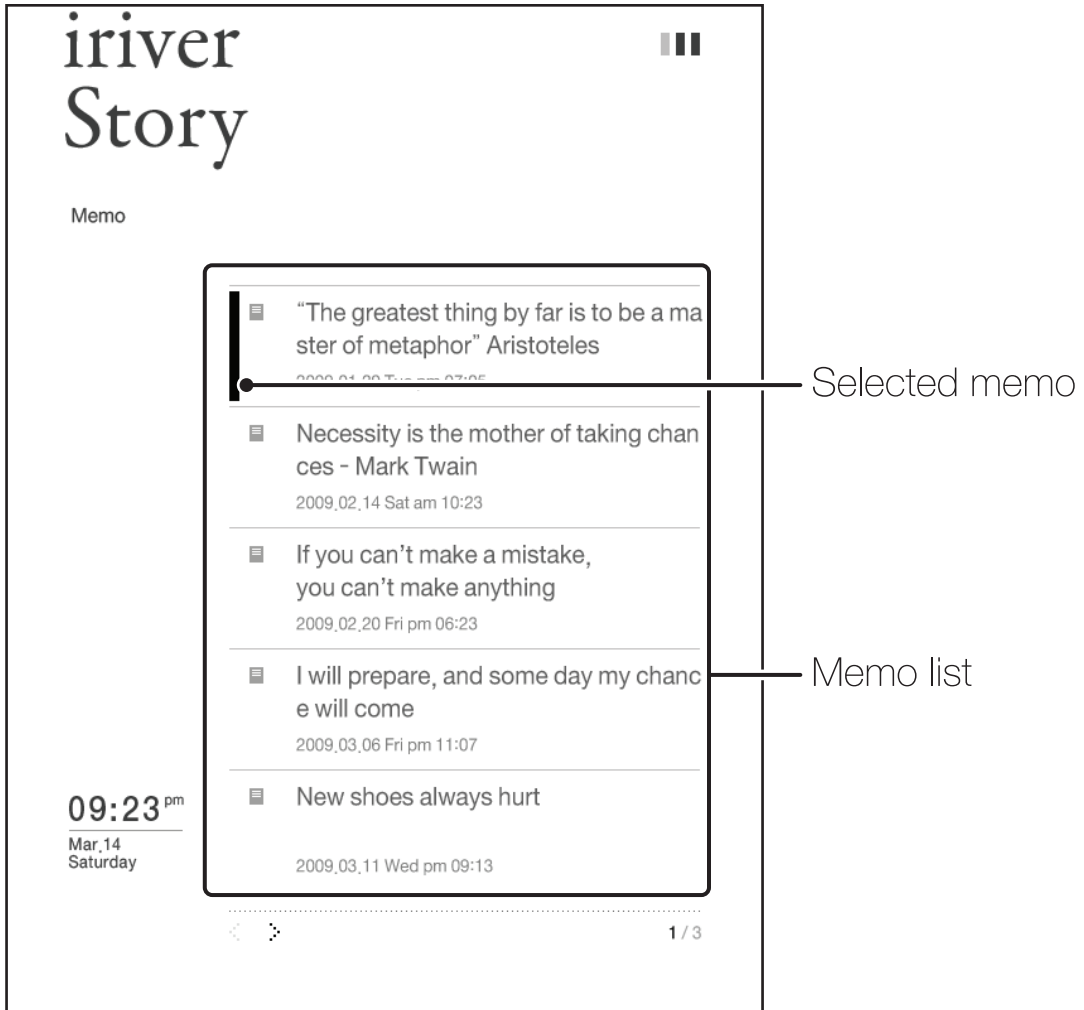 iriver
Story
Memo
“The greatest thing by far is to be a ma
ster of metaphor” Aristoteles
Selected memo
Necessity is the mother of taking chan
ces - Mark Twain
2009.02.14 Sat am 10:23
If you can’t make a mistake,
you can’t make anything
2009.02.20 Fri pm 06:23
I will prepare, and some day my chanc
e will come
2009.03.06 Fri pm 11:07
Memo list
New shoes always hurt
2009.03.11 Wed pm 09:13
09:23 pm
Mar.14
Saturday
1 / 3